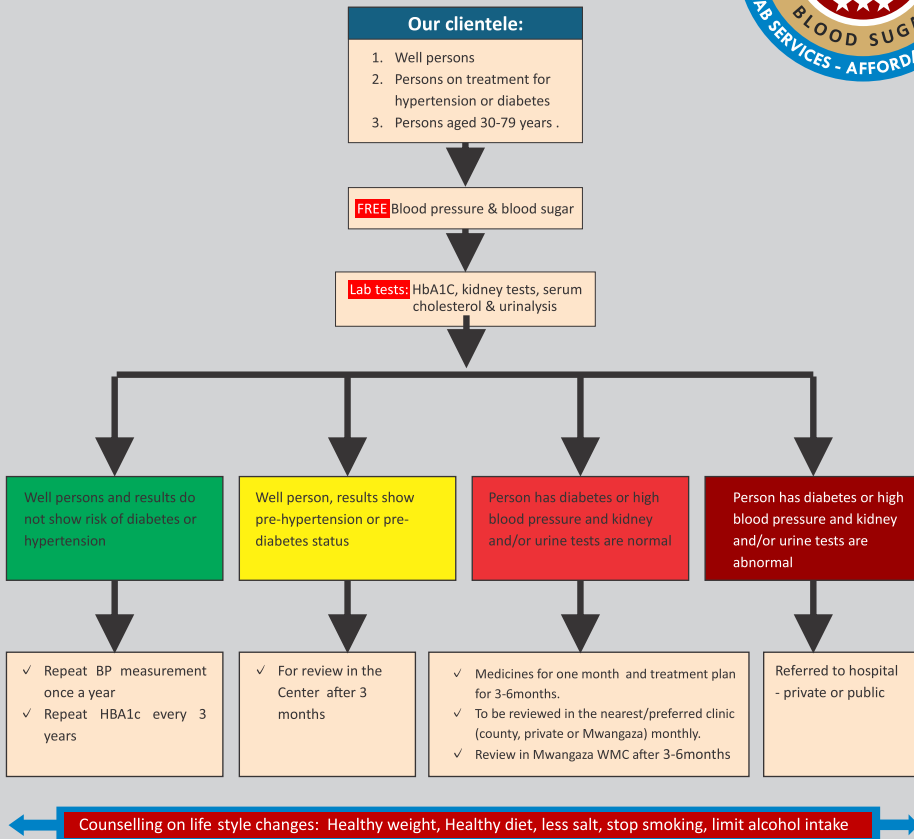 Our clientele:
1. Well persons
2. Persons on treatment for
hypertension or diabetes
3. Persons aged 30-79 years .
BLOOD
LAB SERVICES -
FREE Blood pressure & blood sugar
Lab tests: HbA1C, kidney tests, serum
cholesterol & urinalysis
Well persons and results do
not show risk of diabetes or
hypertension
Well person, results show
pre-hypertension or pre-
diabetes status
Person has diabetes or high
blood pressure and kidney
and/or urine tests are normal
Person has diabetes or high
blood pressure and kidney
and/or urine tests are
abnormal
✓ Repeat BP measurement
once a year
✓ Repeat HBA1c every 3
years
✓ For review in the
Center after 3
months
✓ Medicines for one month and treatment plan
for 3-6months.
✓ To be reviewed in the nearest/preferred clinic
(county, private or Mwangaza) monthly.
✓ Review in Mwangaza WMC after 3-6months
Referred to hospital
- private or public
Counselling on life style changes: Healthy weight, Healthy diet, less salt, stop smoking, limit alcohol intake